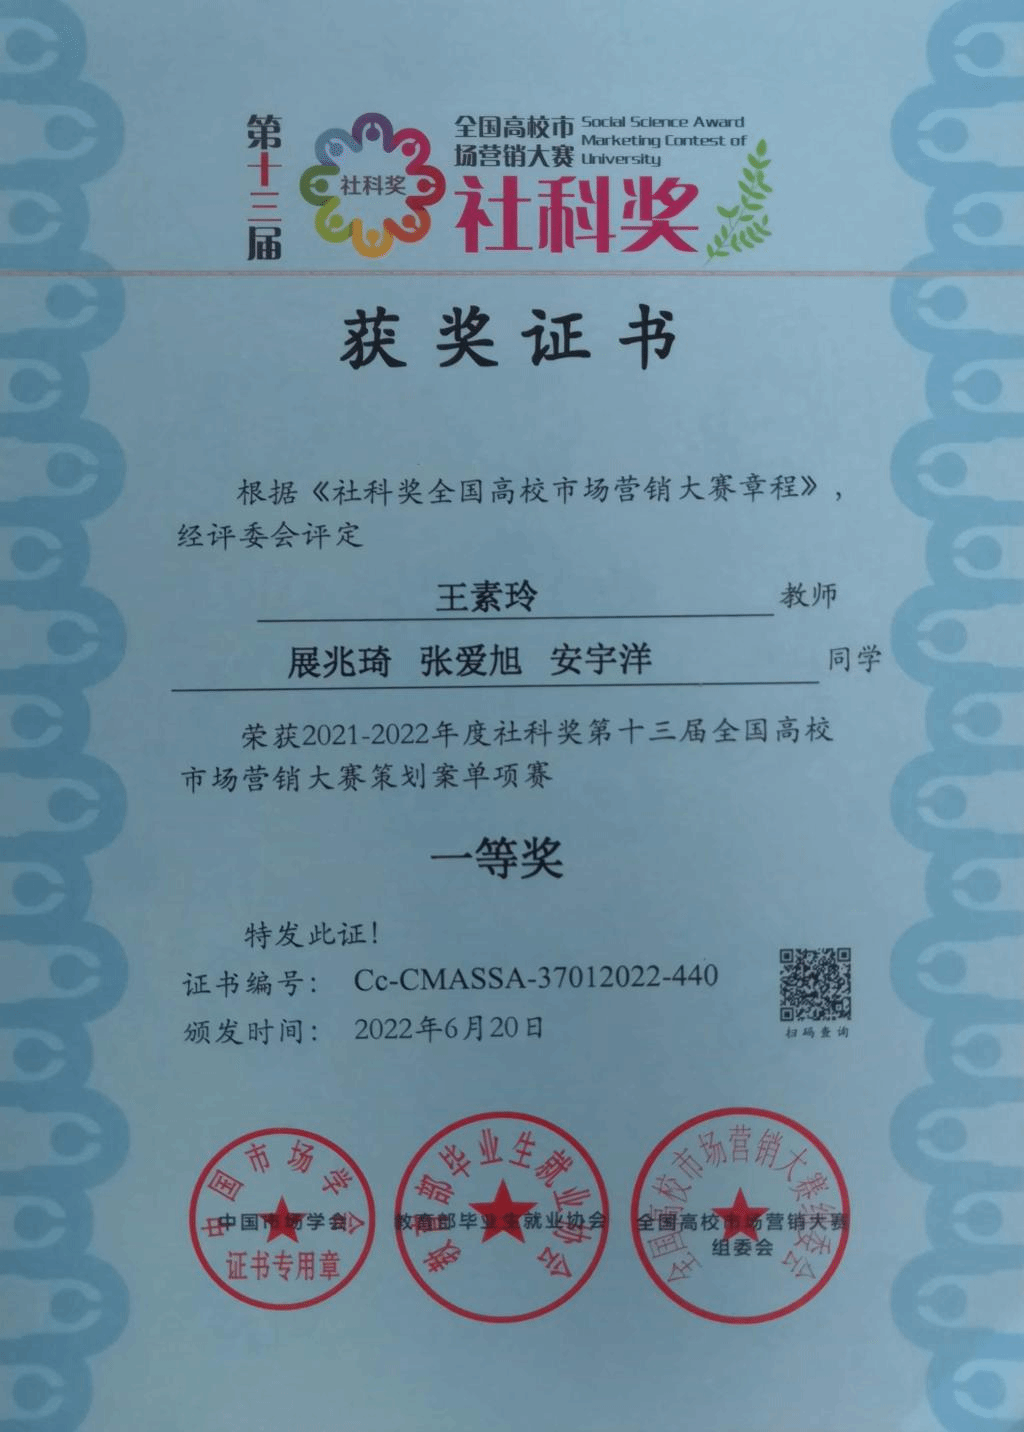 第十三届
社科奖
全国高校市 Social Science Award
场营销大赛 Marketing Contest of
University
社科奖
获奖证书
根据《社科奖全国高校市场营销大赛章程》，
经评委会评定
王素玲 教师
展兆琦 张爱旭 安宇洋 同学
荣获2021-2022年度社科奖第十三届全国高校
市场营销大赛策划案单项赛
一等奖
特发此证！
证书编号： Cc-CMASSA-37012022-440
颁发时间： 2022年6月20日
扫码查询
中国市场学会
中国市场学会
证书专用章
教育部毕业生就业协会
教育部毕业生就业协会
全国高校市场营销大赛组委会
全国高校市场营销大赛
组委会